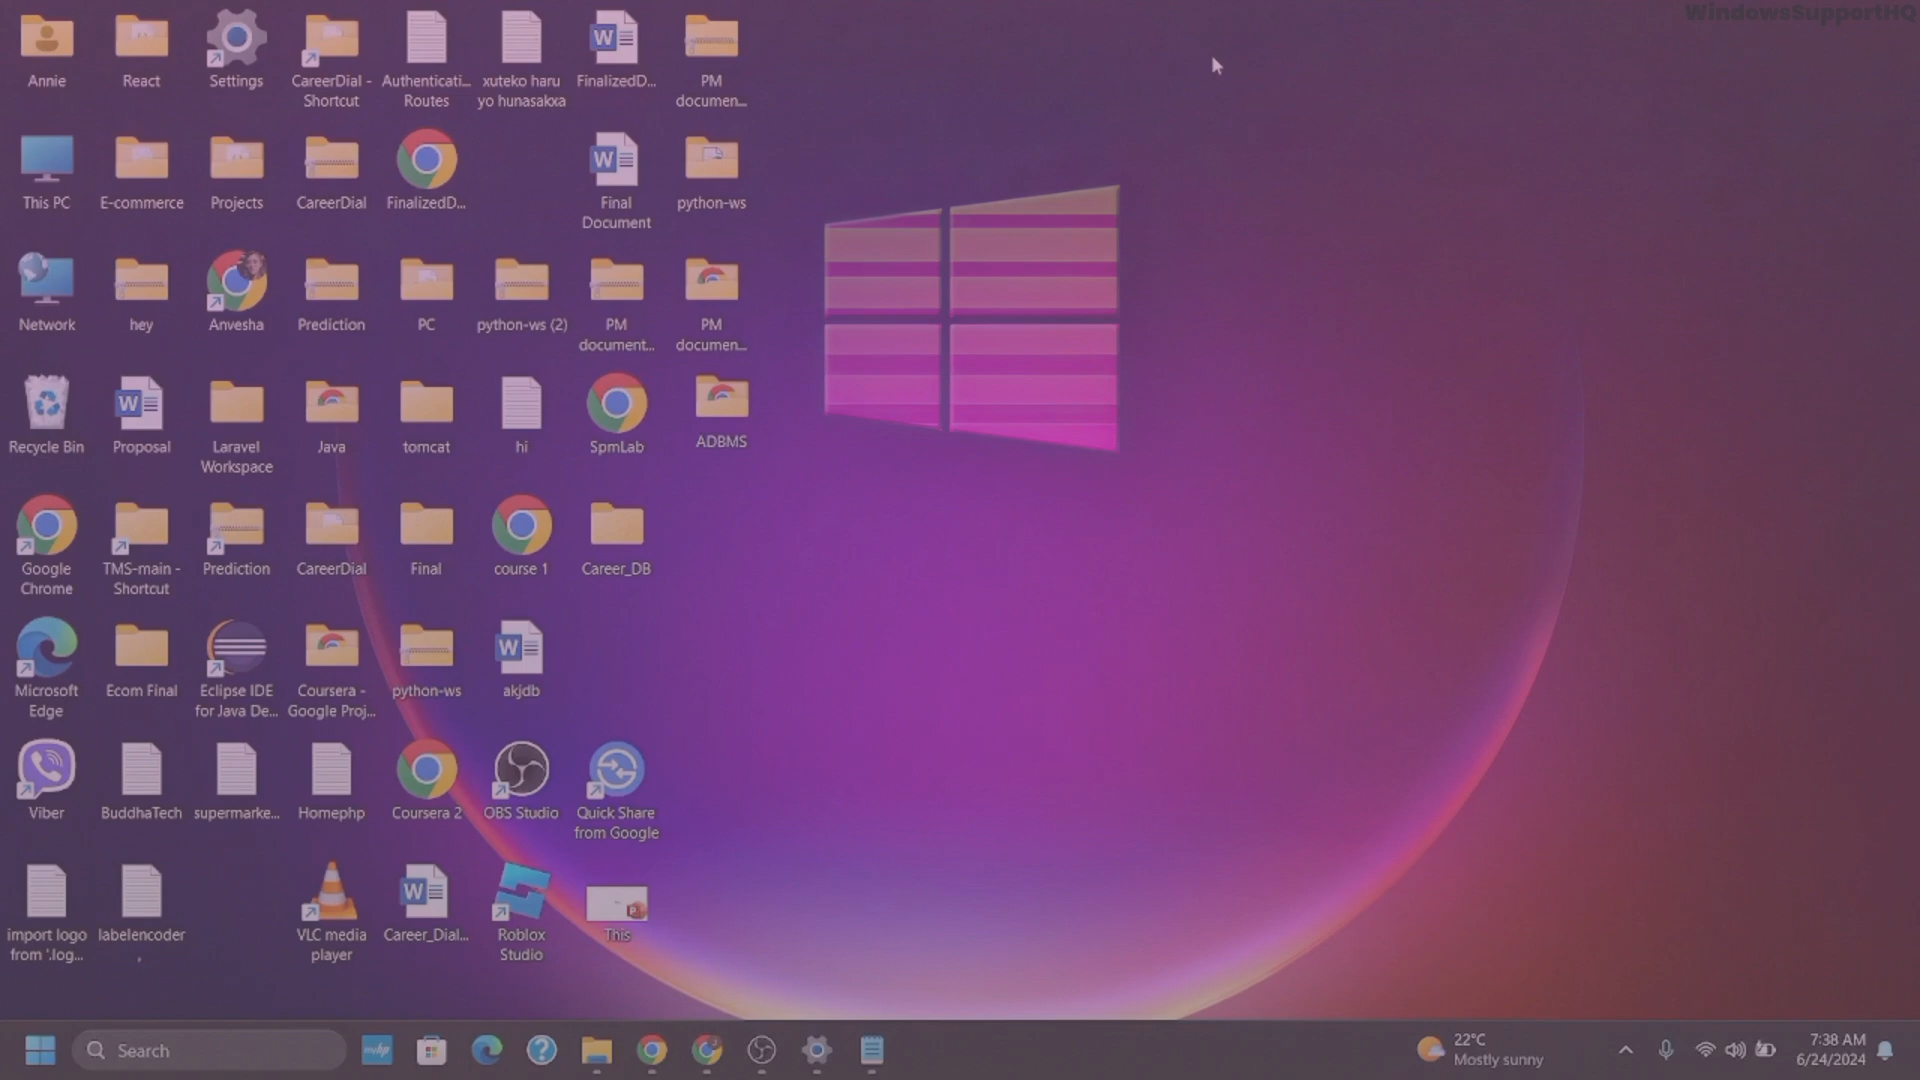 WindowsSupportHQ
Annie
React
Settings
CareerDial -
Shortcut
Authenticati...
Routes
xuteko haru
yo hunasakxa
FinalizedD...
PM
documen...
This PC
E-commerce
Projects
CareerDial
FinalizedD...
Final
Document
python-ws
Network
hey
Anvesha
Prediction
PC
python-ws (2)
PM
document...
PM
documen...
Recycle Bin
Proposal
Laravel
Workspace
Java
tomcat
hi
SpmLab
ADBMS
Google
Chrome
TMS-main -
Shortcut
Prediction
CareerDial
Final
course 1
Career_DB
Microsoft
Edge
Ecom Final
Eclipse IDE
for Java De...
Coursera -
Google Proj...
python-ws
akjdb
Viber
BuddhaTech
supermarke...
Homephp
Coursera 2
OBS Studio
Quick Share
from Google
import logo
from '.log...
labelencoder
,
VLC media
player
Career_Dial...
Roblox
Studio
This
Search
myhp
22°C
Mostly sunny
7:38 AM
6/24/2024